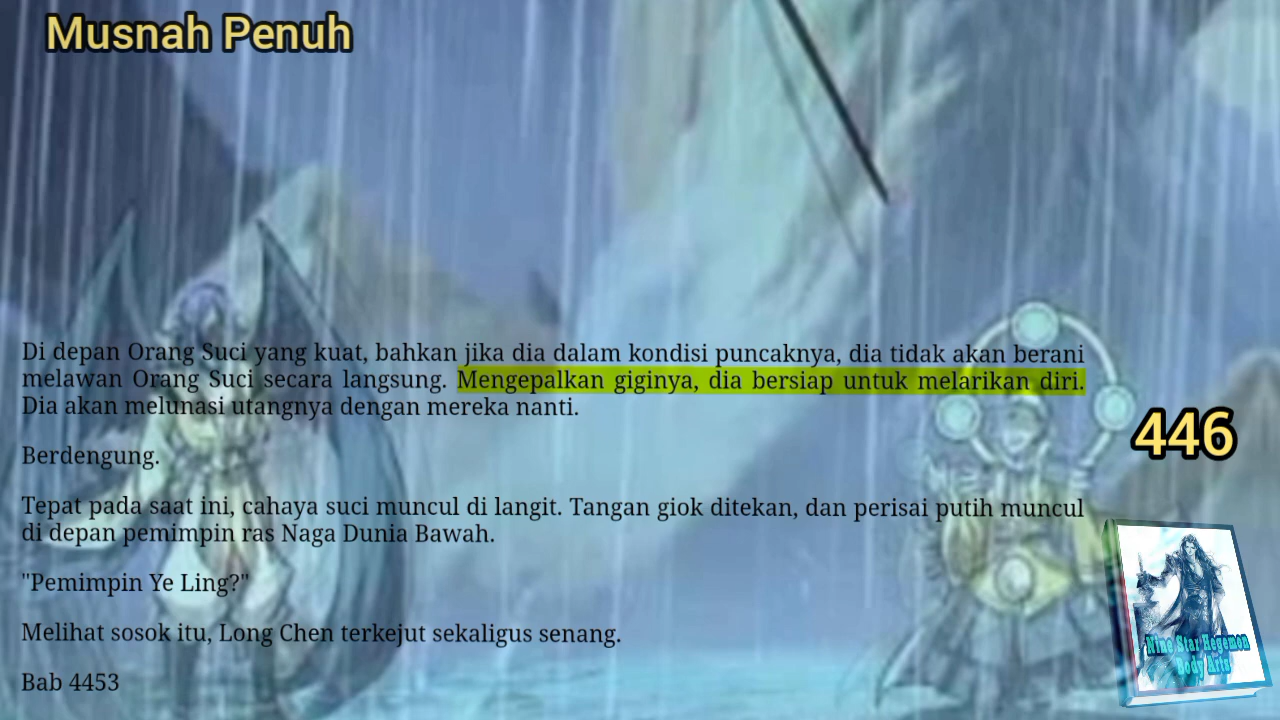 Musnah Penuh
Di depan Orang Suci yang kuat, bahkan jika dia dalam kondisi puncaknya, dia tidak akan berani
melawan Orang Suci secara langsung. Mengepalkan giginya, dia bersiap untuk melarikan diri.
Dia akan melunasi utangnya dengan mereka nanti.
Berdengung.
Tepat pada saat ini, cahaya suci muncul di langit. Tangan giok ditekan, dan perisai putih muncul
di depan pemimpin ras Naga Dunia Bawah.
"Pemimpin Ye Ling?"
Melihat sosok itu, Long Chen terkejut sekaligus senang.
Bab 4453
446
Nine Star Hegemon
Body Arts